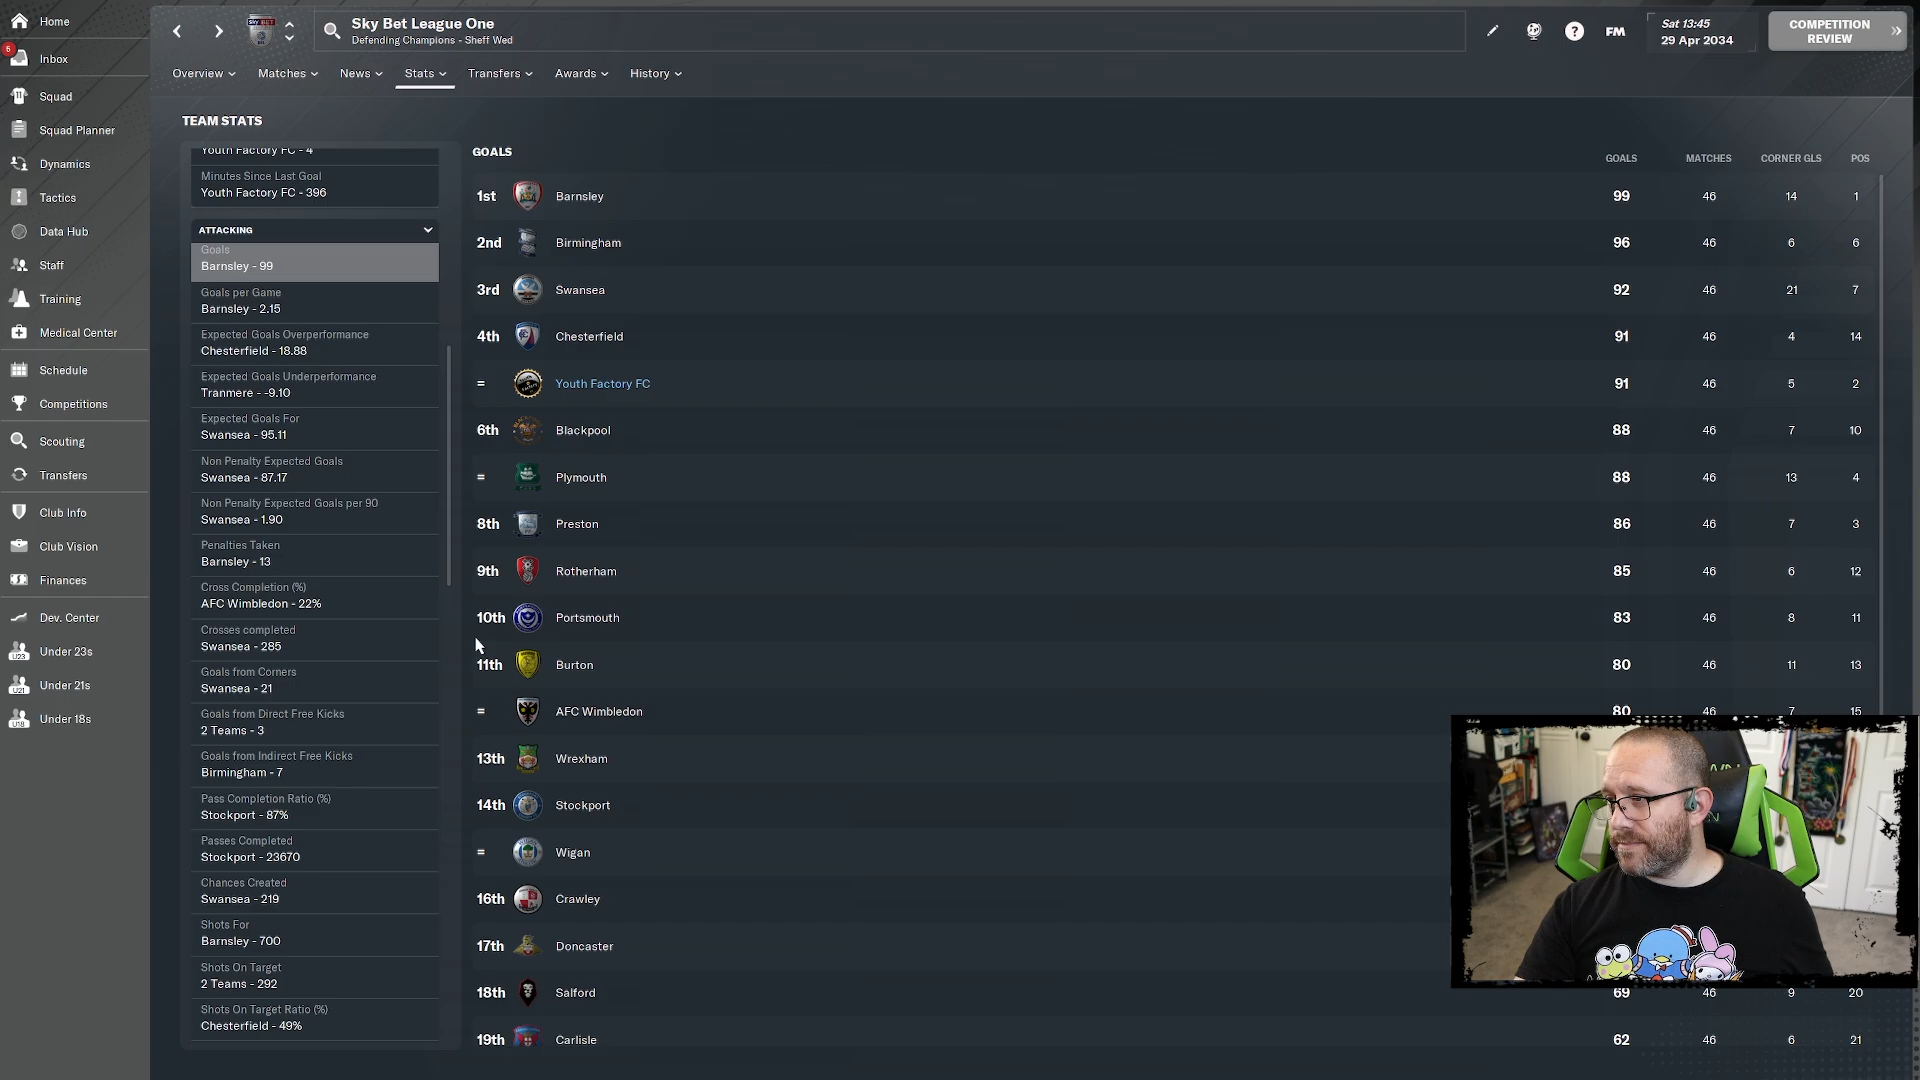 Home
Inbox
6
Squad
Squad Planner
Dynamics
Tactics
Data Hub
Staff
Training
Medical Center
Schedule
Competitions
Scouting
Transfers
Club Info
Club Vision
Finances
Dev. Center
U23 Under 23s
U21 Under 21s
U18 Under 18s
Sky Bet League One
Defending Champions - Sheff Wed
FM
Sat 13:45
29 Apr 2034
COMPETITION REVIEW
Overview Matches News Stats Transfers Awards History
TEAM STATS
Youth Factory FC - 4
Minutes Since Last Goal
Youth Factory FC - 396
ATTACKING
Goals
Barnsley - 99
Goals per Game
Barnsley - 2.15
Expected Goals Overperformance
Chesterfield - 18.88
Expected Goals Underperformance
Tranmere - -9.10
Expected Goals For
Swansea - 95.11
Non Penalty Expected Goals
Swansea - 87.17
Non Penalty Expected Goals per 90
Swansea - 1.90
Penalties Taken
Barnsley - 13
Cross Completion (%)
AFC Wimbledon - 22%
Crosses completed
Swansea - 285
Goals from Corners
Swansea - 21
Goals from Direct Free Kicks
2 Teams - 3
Goals from Indirect Free Kicks
Birmingham - 7
Pass Completion Ratio (%)
Stockport - 87%
Passes Completed
Stockport - 23670
Chances Created
Swansea - 219
Shots For
Barnsley - 700
Shots On Target
2 Teams - 292
Shots On Target Ratio (%)
Chesterfield - 49%
GOALS
GOALS MATCHES CORNER GLS POS
1st Barnsley 99 46 14 1
2nd Birmingham 96 46 6 6
3rd Swansea 92 46 21 7
4th Chesterfield 91 46 4 14
= Youth Factory FC 91 46 5 2
6th Blackpool 88 46 7 10
= Plymouth 88 46 13 4
8th Preston 86 46 7 3
9th Rotherham 85 46 6 12
10th Portsmouth 83 46 8 11
11th Burton 80 46 11 13
= AFC Wimbledon 80 46 7 15
13th Wrexham
14th Stockport
= Wigan
16th Crawley
17th Doncaster
18th Salford 69 46 9 20
19th Carlisle 62 46 6 21